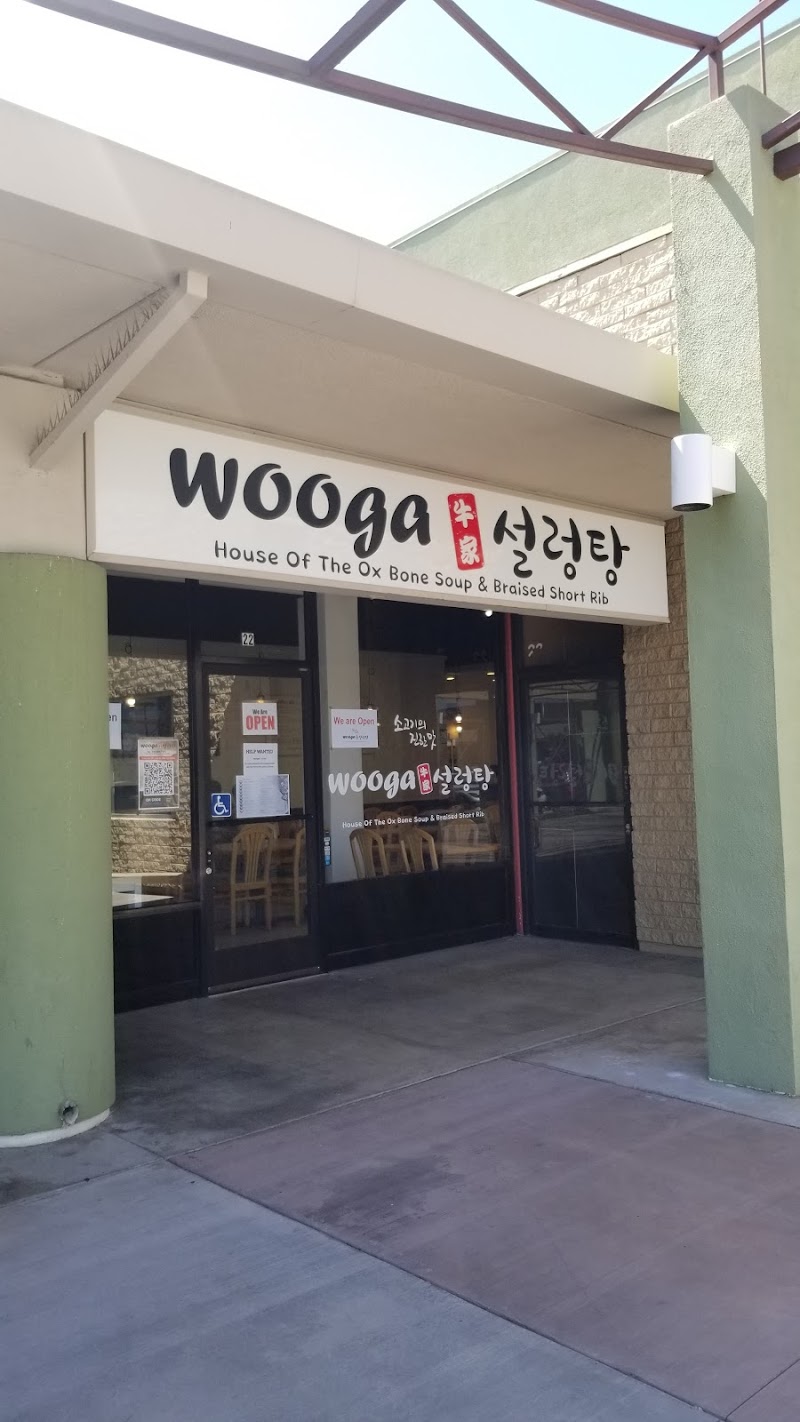 wooga 牛家 설렁탕
House Of The Ox Bone Soup & Braised Short Rib
22
We Are
OPEN
HELP WANTED
We are Open
소고기의
진한맛
wooga 牛家 설렁탕
House Of The Ox Bone Soup & Braised Short Rib